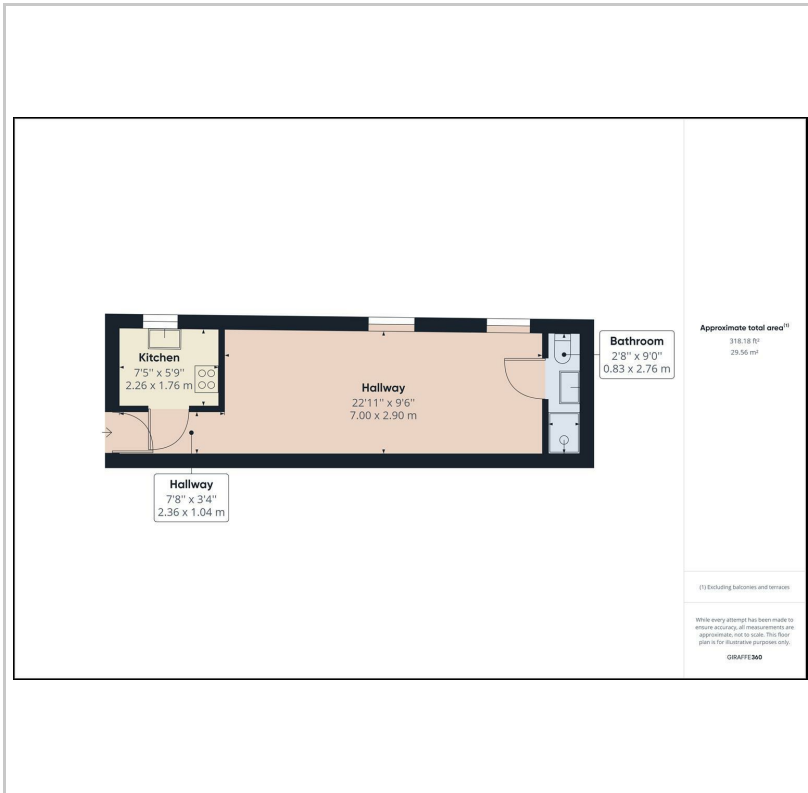 Kitchen
7'5" x 5'9"
2.26 x 1.76 m
Hallway
22'11" x 9'6"
7.00 x 2.90 m
Bathroom
2'8" x 9'0"
0.83 x 2.76 m
Hallway
7'8" x 3'4"
2.36 x 1.04 m
Approximate total area(1)
318.18 ft²
29.56 m²
(1) Excluding balconies and terraces
While every attempt has been made to
ensure accuracy, all measurements are
approximate, not to scale. This floor
plan is for illustrative purposes only.
GIRAFFE360